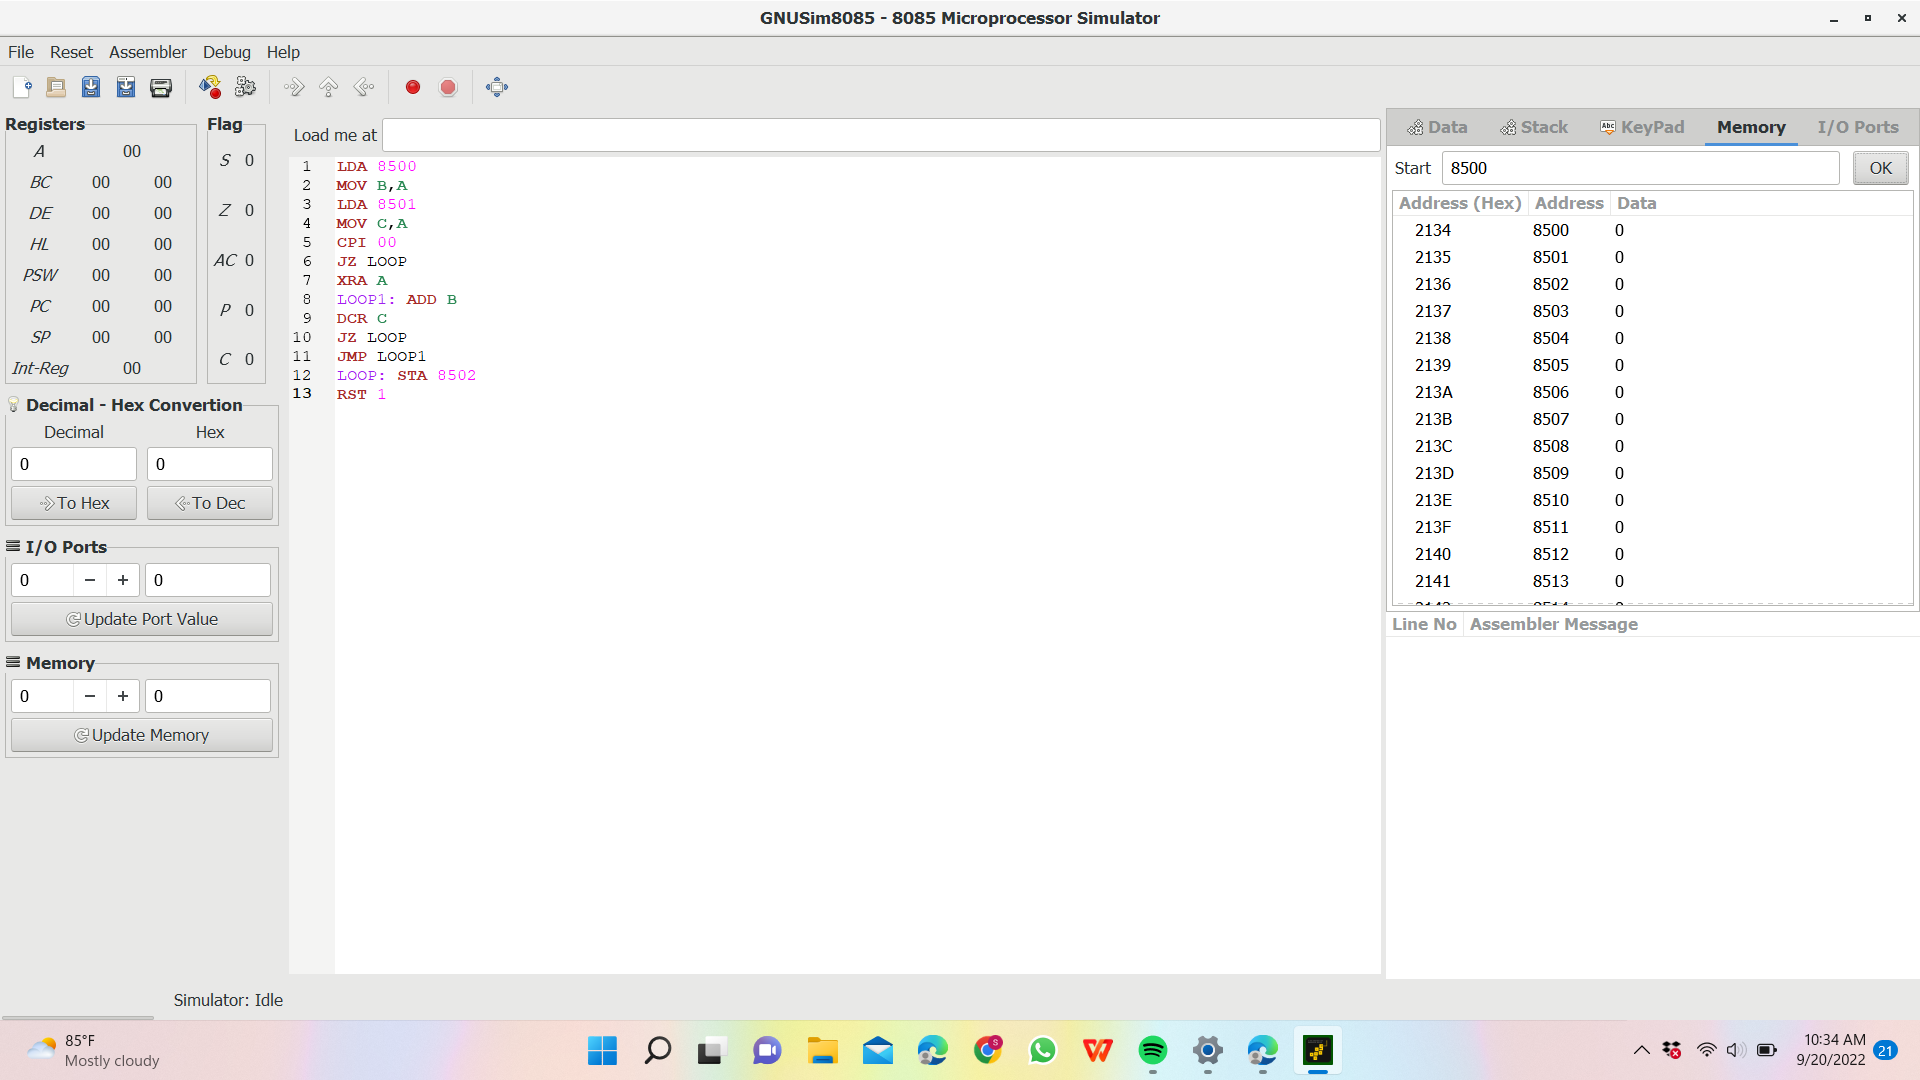 GNUSim8085 - 8085 Microprocessor Simulator
File Reset Assembler Debug Help
Registers
A 00
BC 00 00
DE 00 00
HL 00 00
PSW 00 00
PC 00 00
SP 00 00
Int-Reg 00
Flag
S 0
Z 0
AC 0
P 0
C 0
Decimal - Hex Convertion
Decimal Hex
0 0
To Hex To Dec
I/O Ports
0 − + 0
Update Port Value
Memory
0 − + 0
Update Memory
Load me at
1 LDA 8500
2 MOV B,A
3 LDA 8501
4 MOV C,A
5 CPI 00
6 JZ LOOP
7 XRA A
8 LOOP1: ADD B
9 DCR C
10 JZ LOOP
11 JMP LOOP1
12 LOOP: STA 8502
13 RST 1
Data Stack Abc KeyPad Memory I/O Ports
Start 8500 OK
Address (Hex) Address Data
2134 8500 0
2135 8501 0
2136 8502 0
2137 8503 0
2138 8504 0
2139 8505 0
213A 8506 0
213B 8507 0
213C 8508 0
213D 8509 0
213E 8510 0
213F 8511 0
2140 8512 0
2141 8513 0
Line No Assembler Message
Simulator: Idle
85°F
Mostly cloudy
S
10:34 AM
9/20/2022
21